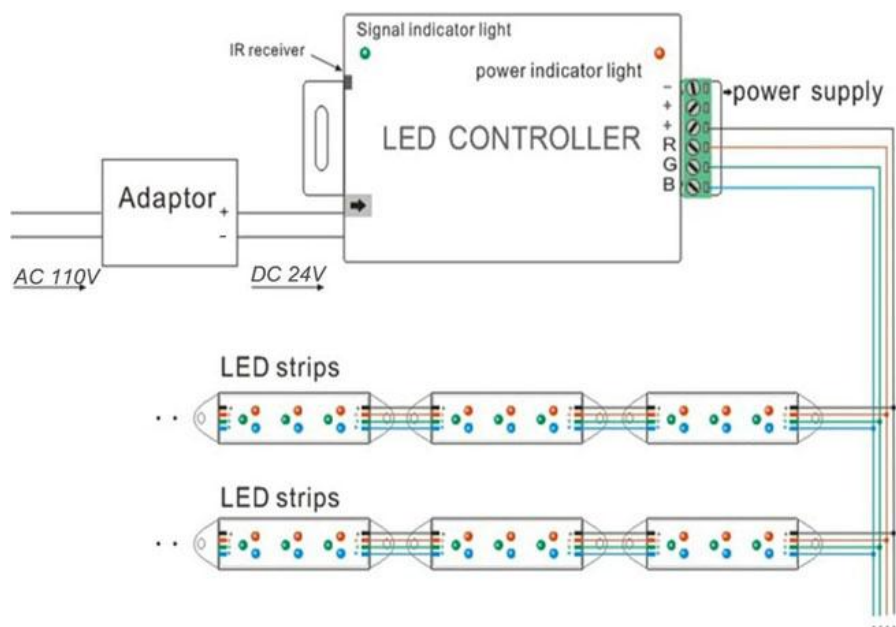 Signal indicator light
IR receiver
power indicator light
-
+
+
R
G
B
power supply
LED CONTROLLER
Adaptor
+
-
AC 110V
DC 24V
LED strips
LED strips